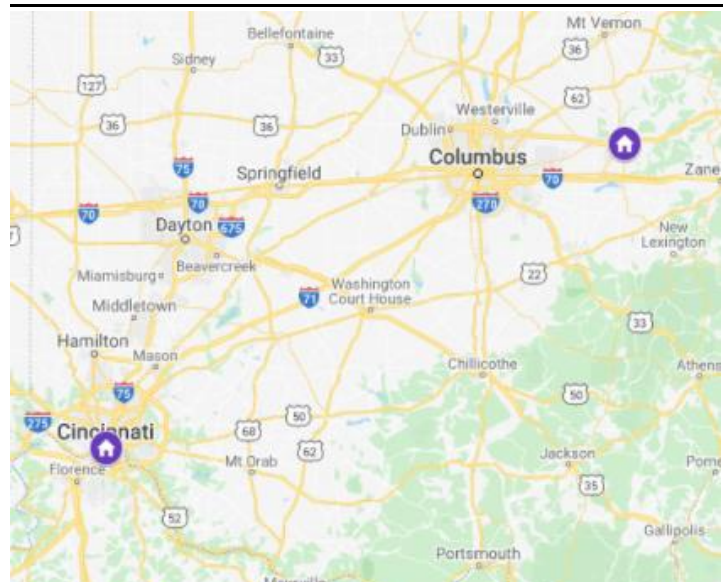 Mt Vernon
Bellefontaine
36
33
Sidney
127
62
Westerville
36
36
Dublin
Columbus
75
Springfield
70
Zane
70
270
70
Dayton
675
New
Lexington
Beavercreek
22
Miamisburg
Washington
Court House
71
Middletown
33
Hamilton
Mason
Chillicothe
Athens
75
50
50
275
Cincinnati
68
62
Jackson
Florence
Mt Orab
Pome
35
52
Gallipolis
Portsmouth